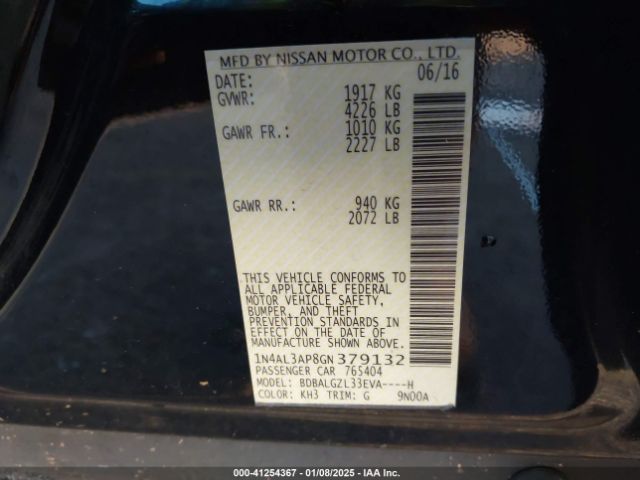 MFD BY NISSAN MOTOR CO., LTD.
DATE: 06/16
GVWR: 1917 KG
4226 LB
GAWR FR.: 1010 KG
2227 LB
GAWR RR.: 940 KG
2072 LB
THIS VEHICLE CONFORMS TO
ALL APPLICABLE FEDERAL
MOTOR VEHICLE SAFETY,
BUMPER, AND THEFT
PREVENTION STANDARDS IN
EFFECT ON THE DATE OF
MANUFACTURE SHOWN ABOVE.
1N4AL3AP8GN379132
PASSENGER CAR 765404
MODEL: BDBALGZL33EVA----H
COLOR: KH3 TRIM: G 9N00A
000-41254367 - 01/08/2025 - IAA Inc.